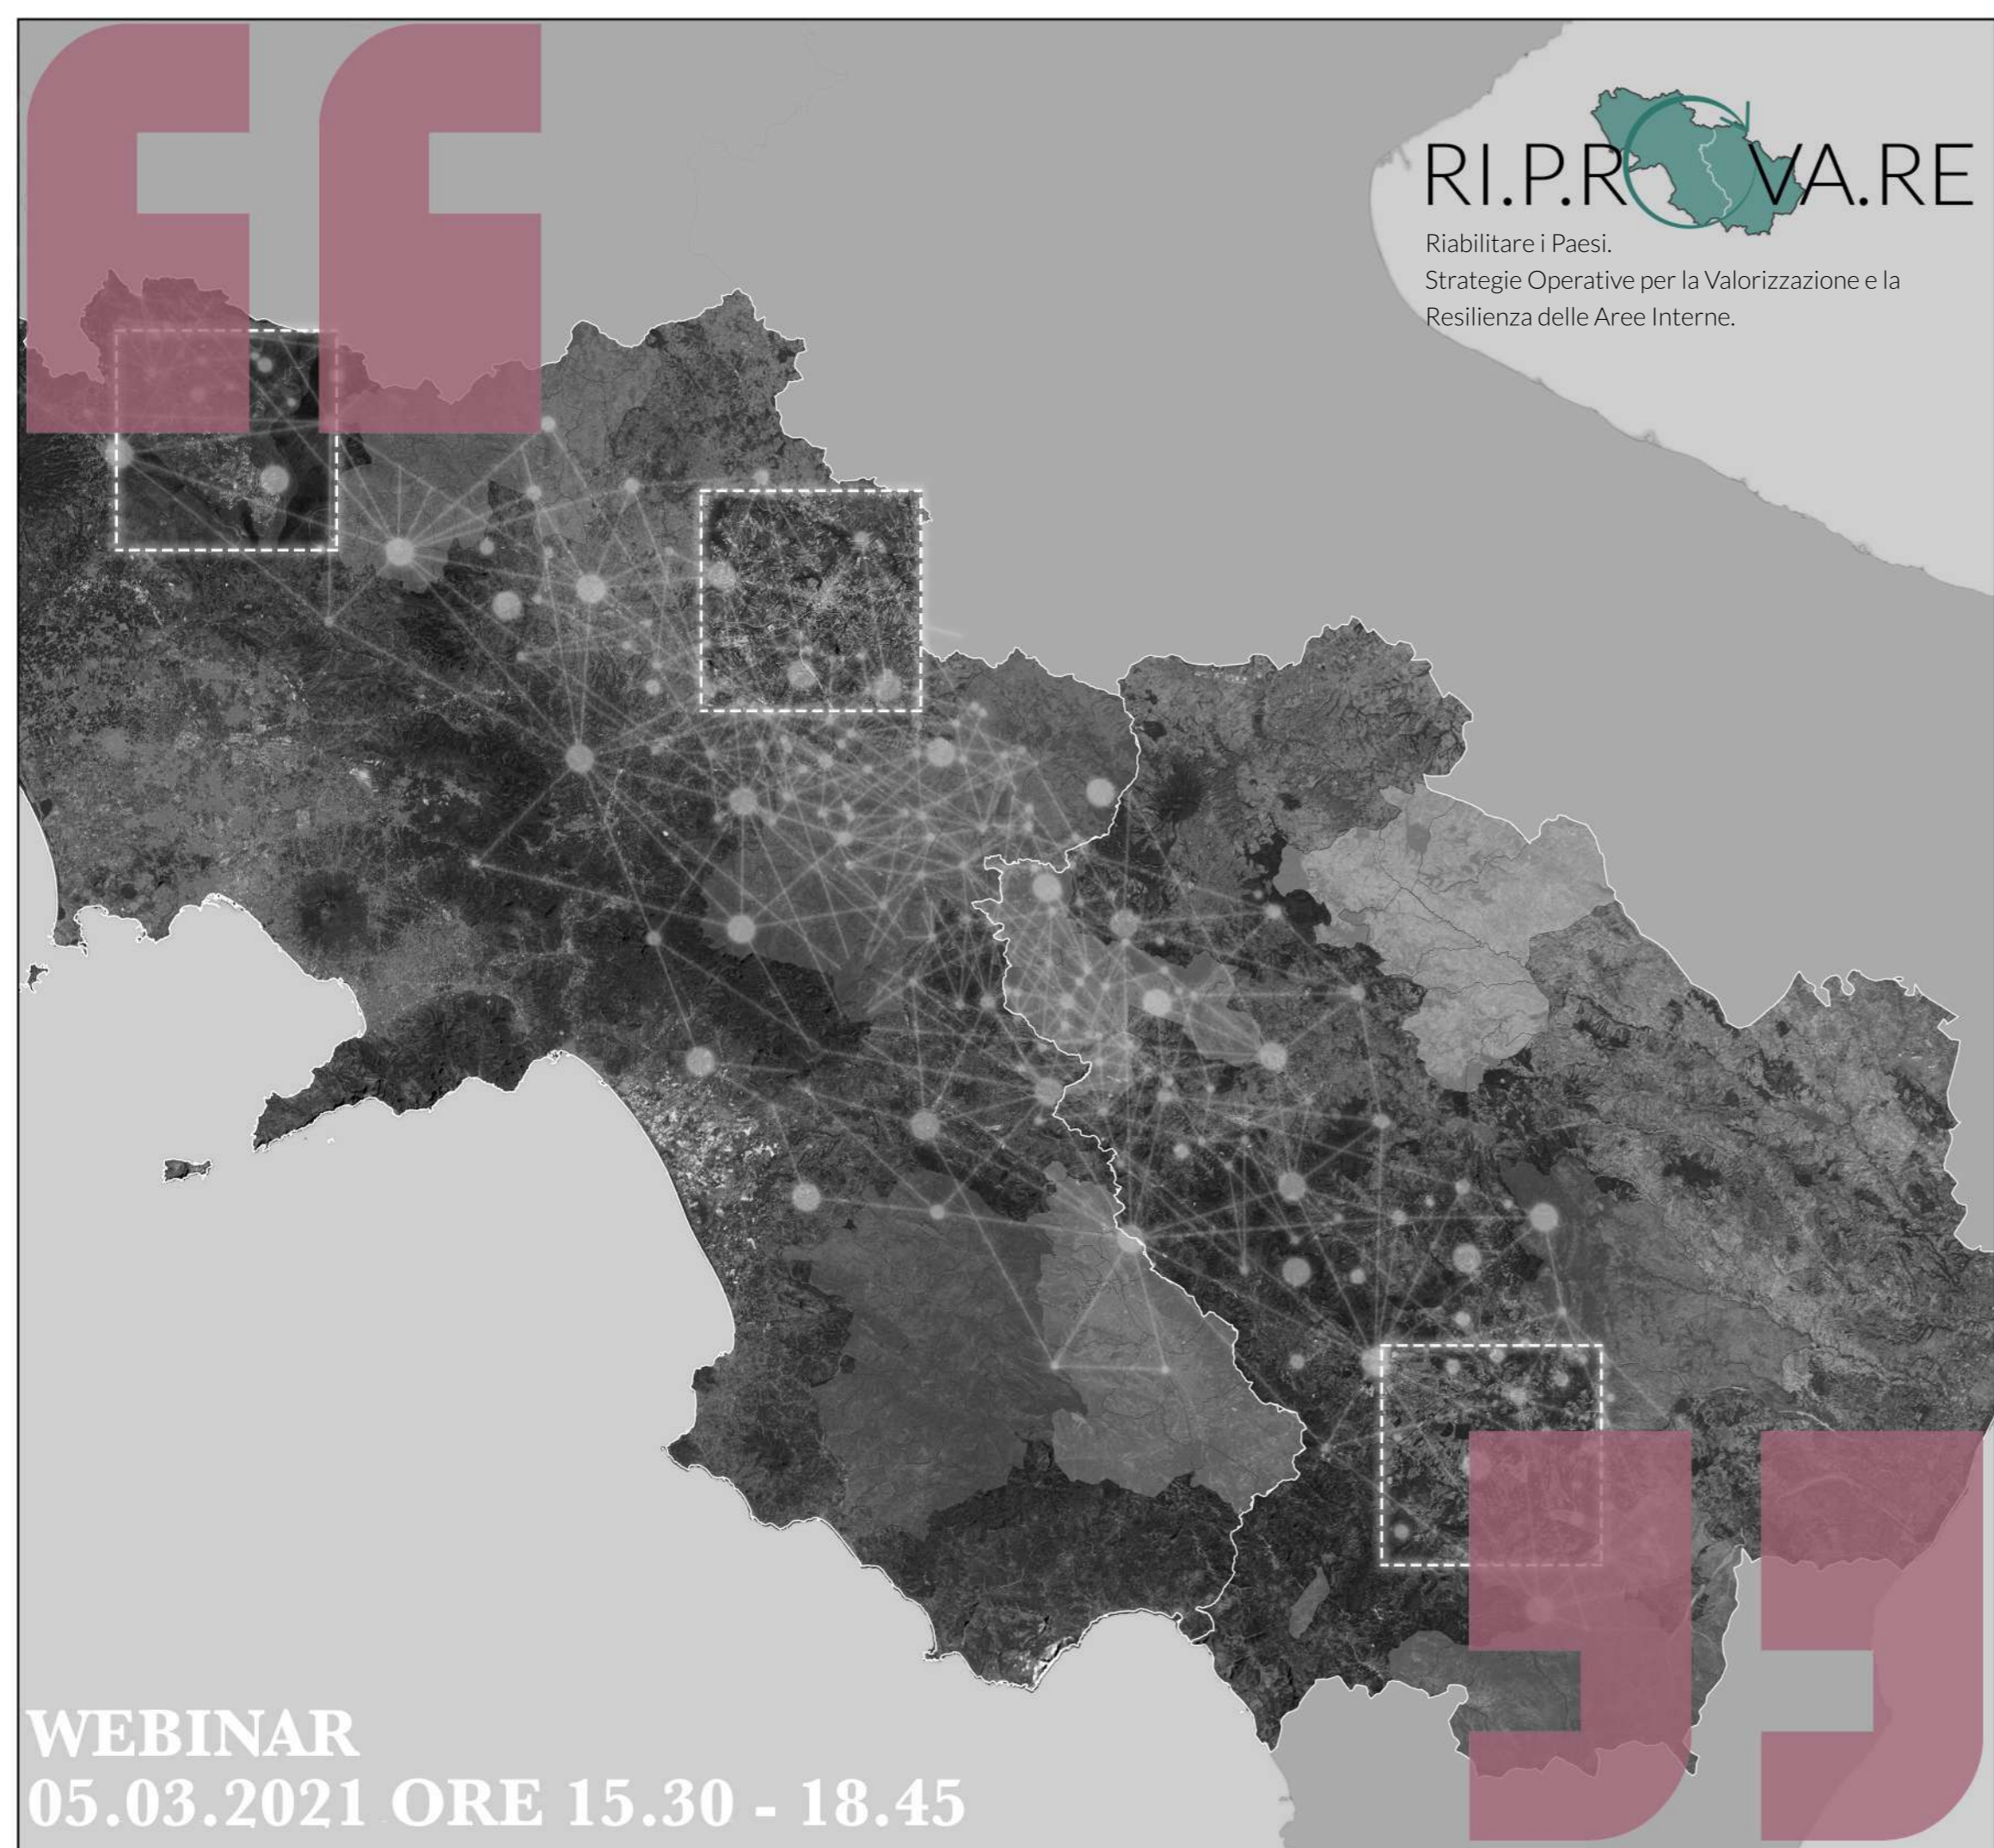 RI.P.R VA.RE
Riabilitare i Paesi.
Strategie Operative per la Valorizzazione e la
Resilienza delle Aree Interne.
WEBINAR
05.03.2021 ORE 15.30 - 18.45